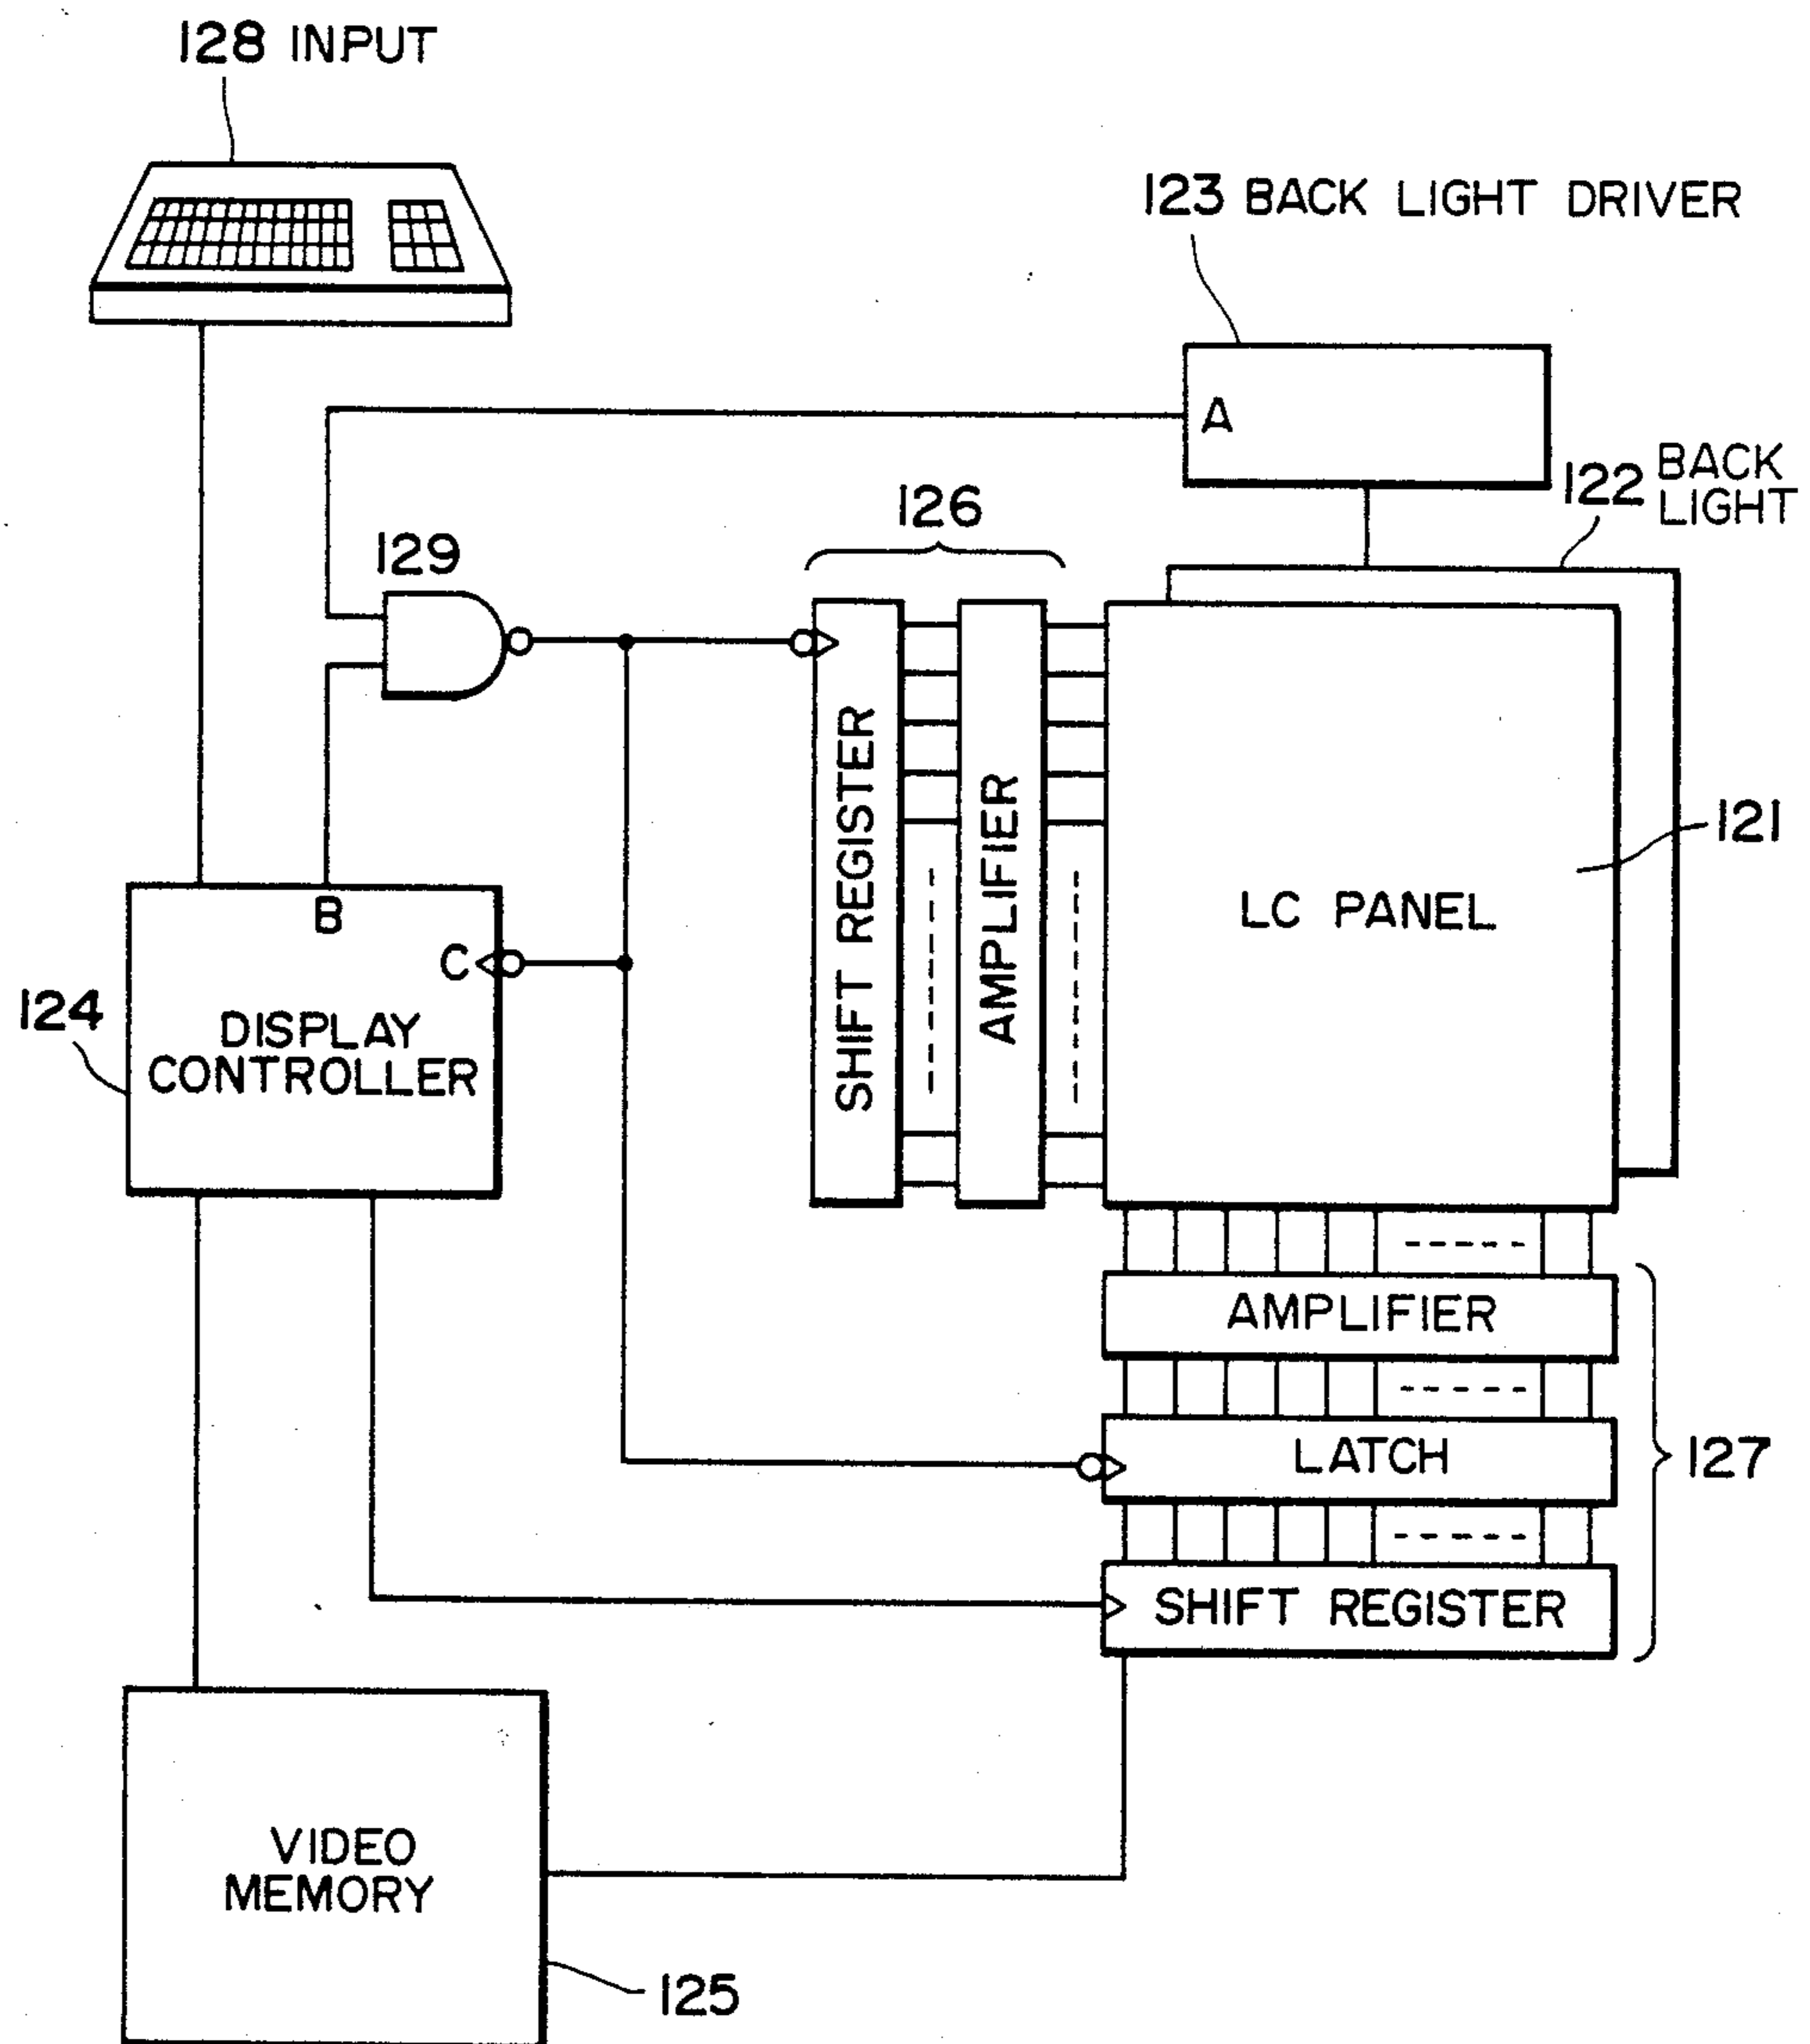 128 INPUT
123 BACK LIGHT DRIVER
A
122 BACK
LIGHT
126
129
SHIFT REGISTER
AMPLIFIER
LC PANEL
121
B
C
124
DISPLAY
CONTROLLER
AMPLIFIER
LATCH
127
SHIFT REGISTER
VIDEO
MEMORY
125